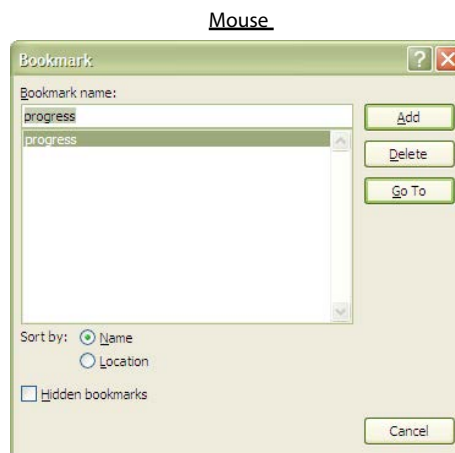 Mouse
Bookmark
Bookmark name:
progress
Add
progress
Delete
Go To
Sort by: Name
Location
Hidden bookmarks
Cancel